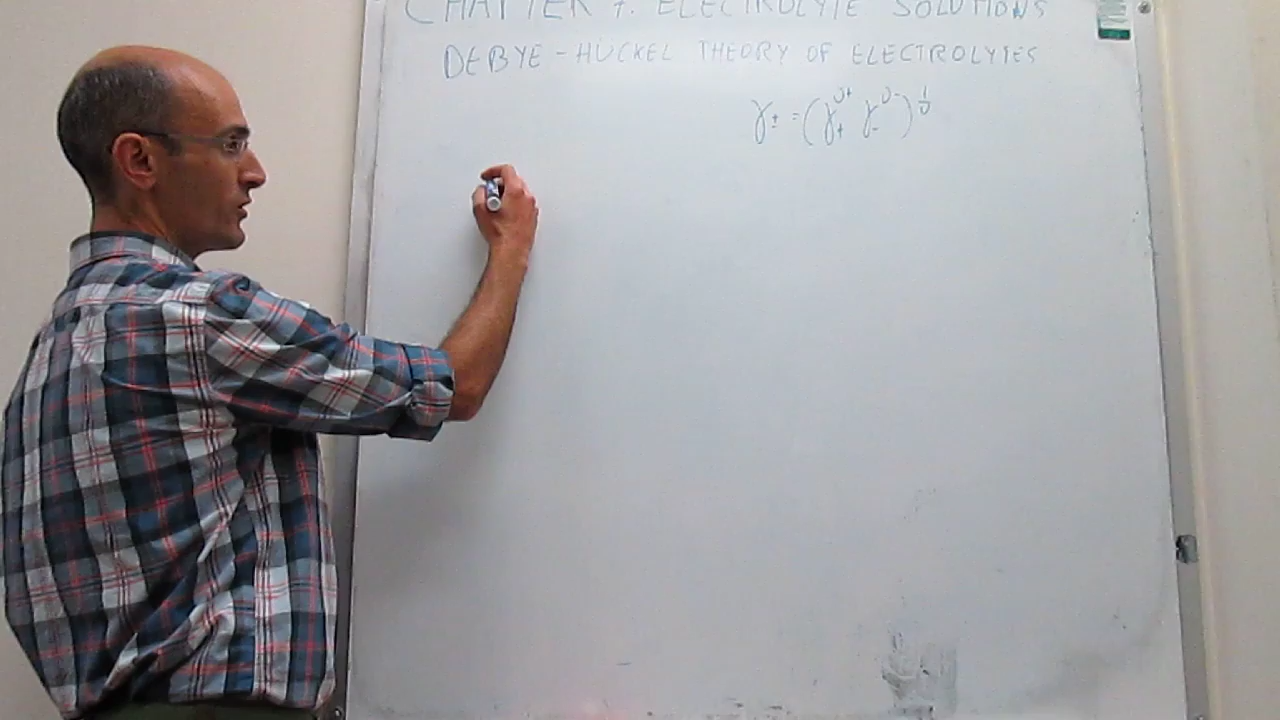 CHAPTER 7. ELECTROLYTE SOLUTIONS
DEBYE - HÜCKEL THEORY OF ELECTROLYTES
γ± = (γ+^υ+ γ-^υ-)^1/υ